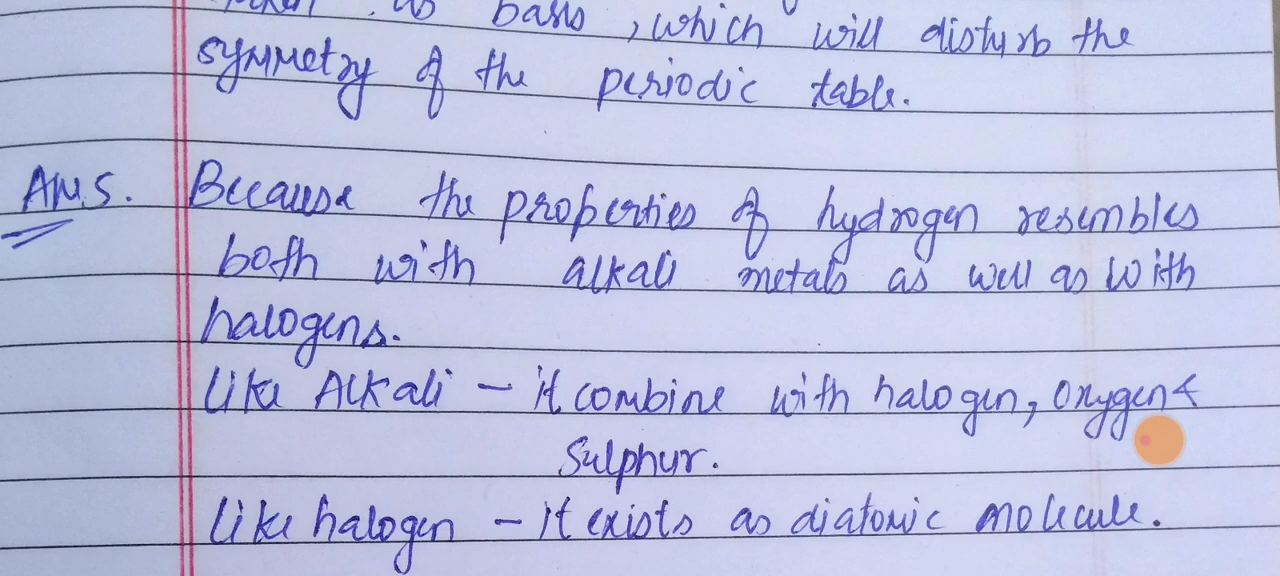 as basis, which will disturb the
symmetry of the periodic table.
Ans. Because the properties of hydrogen resembles
both with alkali metals as well as with
halogens.
Like Alkali - it combine with halogen, oxygen &
Sulphur.
Like halogen - it exists as diatomic molecule.